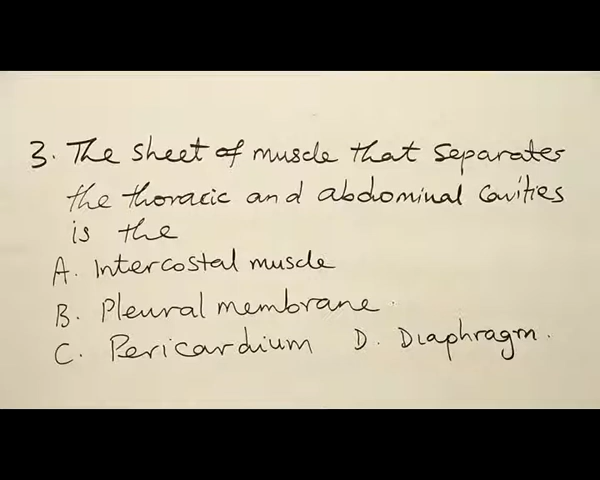 3. The sheet of muscle that separates
the thoracic and abdominal cavities
is the
A. Intercostal muscle
B. Pleural membrane.
C. Pericardium D. Diaphragm.